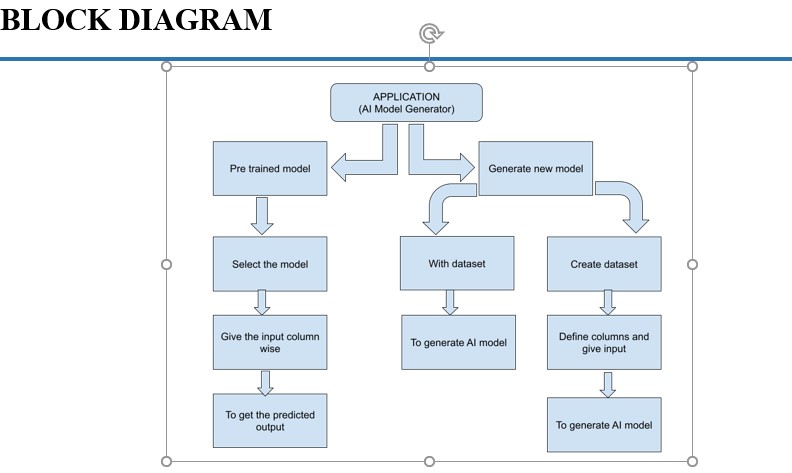 BLOCK DIAGRAM
APPLICATION
(AI Model Generator)
Pre trained model
Generate new model
Select the model
With dataset
Create dataset
Give the input column
wise
To generate AI model
Define columns and
give input
To get the predicted
output
To generate AI model